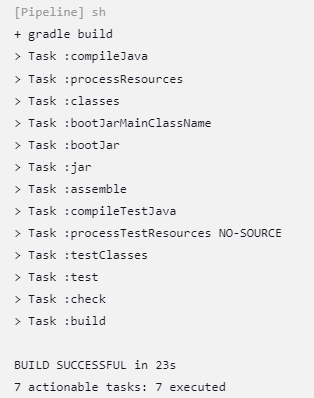 [Pipeline] sh
+ gradle build
> Task :compileJava
> Task :processResources
> Task :classes
> Task :bootJarMainClassName
> Task :bootJar
> Task :jar
> Task :assemble
> Task :compileTestJava
> Task :processTestResources NO-SOURCE
> Task :testClasses
> Task :test
> Task :check
> Task :build
BUILD SUCCESSFUL in 23s
7 actionable tasks: 7 executed